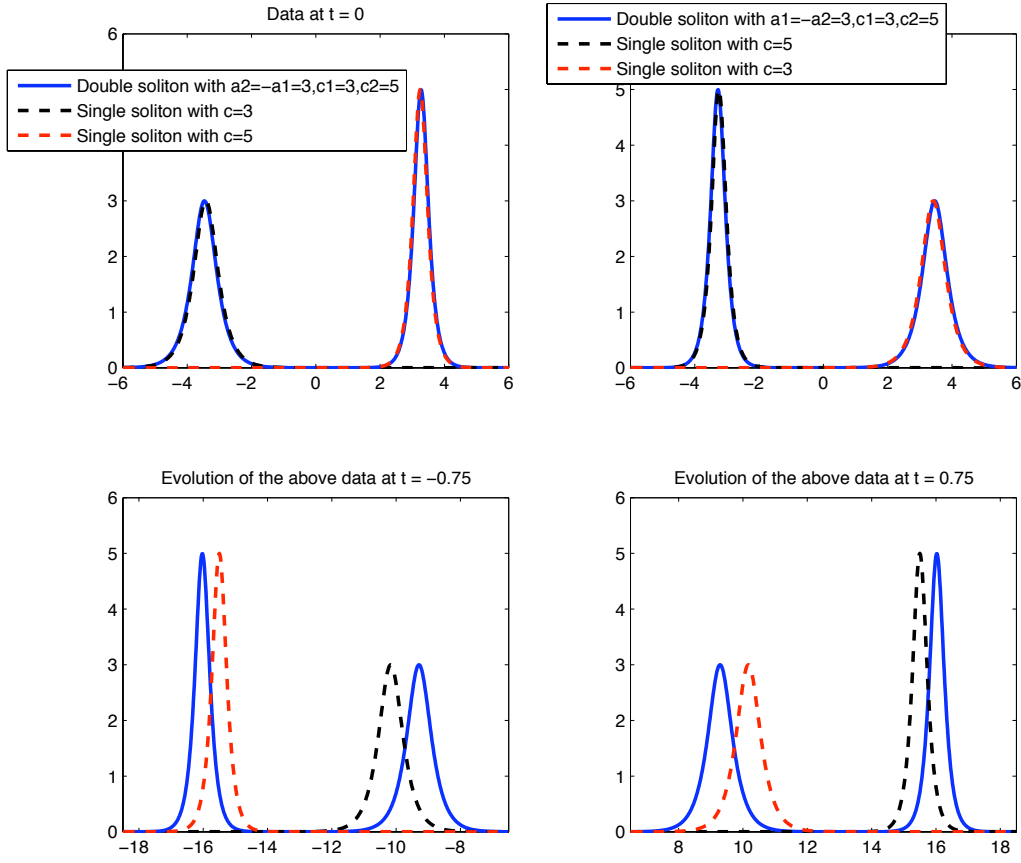 Data at t = 0
6
5
4
3
2
1
0
−6 −4 −2 0 2 4 6
Double soliton with a2=−a1=3,c1=3,c2=5
Single soliton with c=3
Single soliton with c=5
5
4
3
2
1
0
−6 −4 −2 0 2 4 6
Double soliton with a1=−a2=3,c1=3,c2=5
Single soliton with c=5
Single soliton with c=3
Evolution of the above data at t = −0.75
6
5
4
3
2
1
0
−18 −16 −14 −12 −10 −8
Evolution of the above data at t = 0.75
6
5
4
3
2
1
0
8 10 12 14 16 18